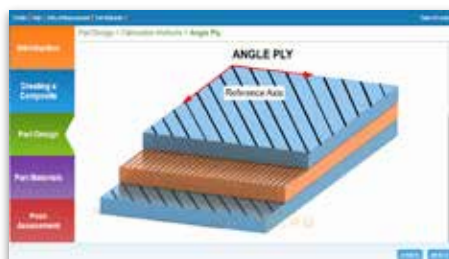 Part Design > Fabrication Methods > Angle Ply
Introduction
ANGLE PLY
Reference Axis
Creating a
Composite
Part Design
Part Materials
Post
Assessment